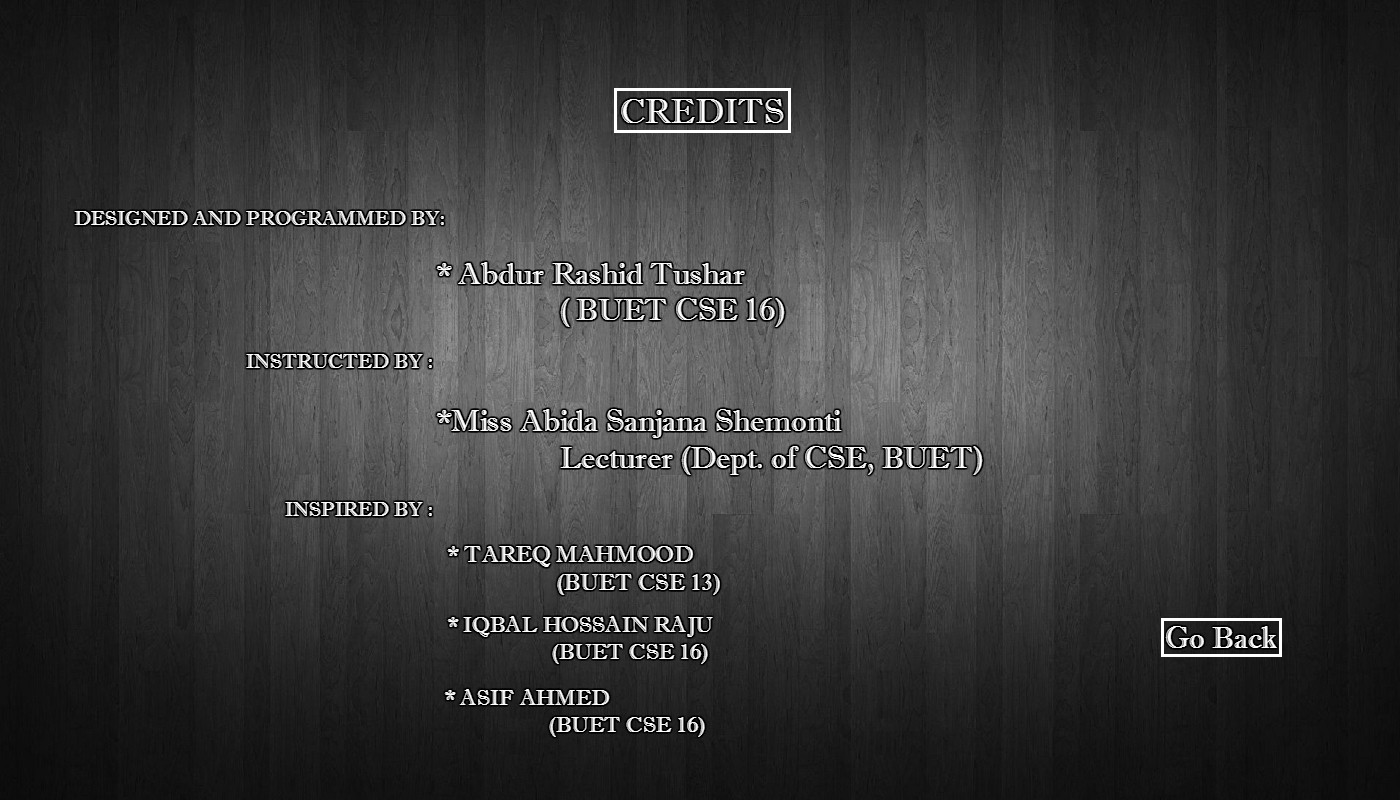 CREDITS
DESIGNED AND PROGRAMMED BY:
* Abdur Rashid Tushar
( BUET CSE 16)
INSTRUCTED BY :
*Miss Abida Sanjana Shemonti
Lecturer (Dept. of CSE, BUET)
INSPIRED BY :
* TAREQ MAHMOOD
(BUET CSE 13)
* IQBAL HOSSAIN RAJU
(BUET CSE 16)
Go Back
* ASIF AHMED
(BUET CSE 16)